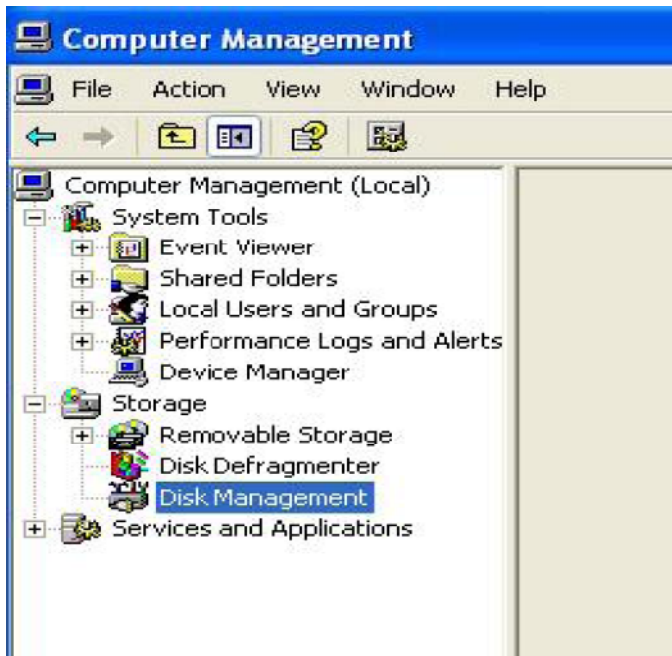 Computer Management
File Action View Window Help
Computer Management (Local)
System Tools
Event Viewer
Shared Folders
Local Users and Groups
Performance Logs and Alerts
Device Manager
Storage
Removable Storage
Disk Defragmenter
Disk Management
Services and Applications